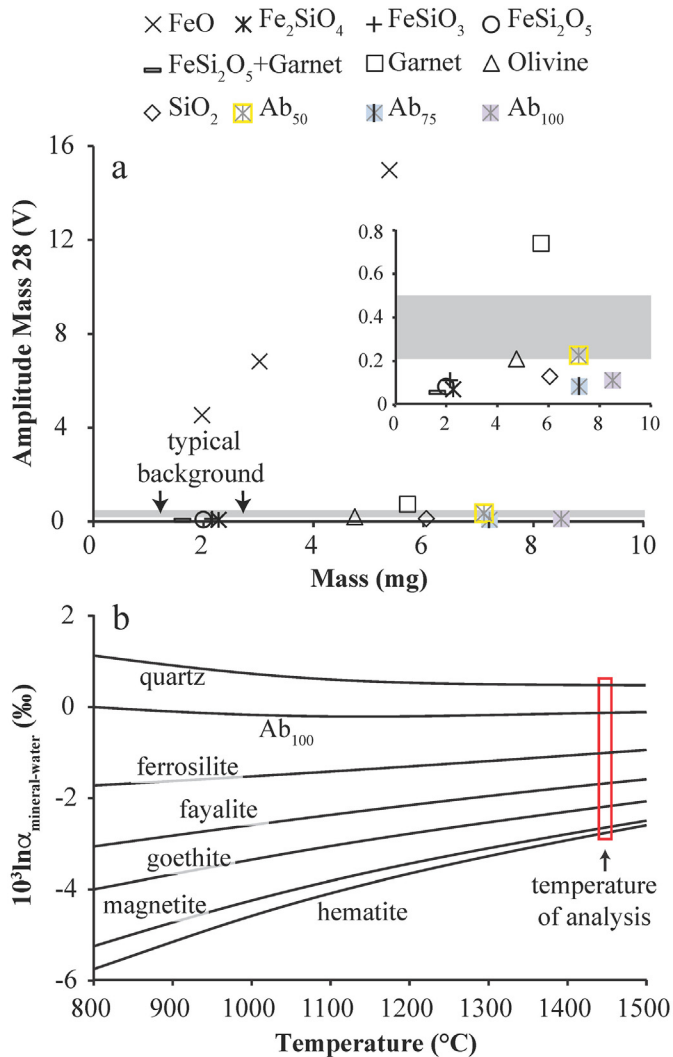 FeO Fe₂SiO₄ FeSiO₃ FeSi₂O₅
FeSi₂O₅+Garnet Garnet Olivine
SiO₂ Ab₅₀ Ab₇₅ Ab₁₀₀
a
Amplitude Mass 28 (V)
16
12
8
4
0
0.8
0.6
0.4
0.2
0
0 2 4 6 8 10
typical
background
0 2 4 6 8 10
Mass (mg)
b
10³lnα mineral-water (‰)
2
0
-2
-4
-6
quartz
Ab₁₀₀
ferrosilite
fayalite
goethite
magnetite
hematite
temperature
of analysis
800 900 1000 1100 1200 1300 1400 1500
Temperature (°C)